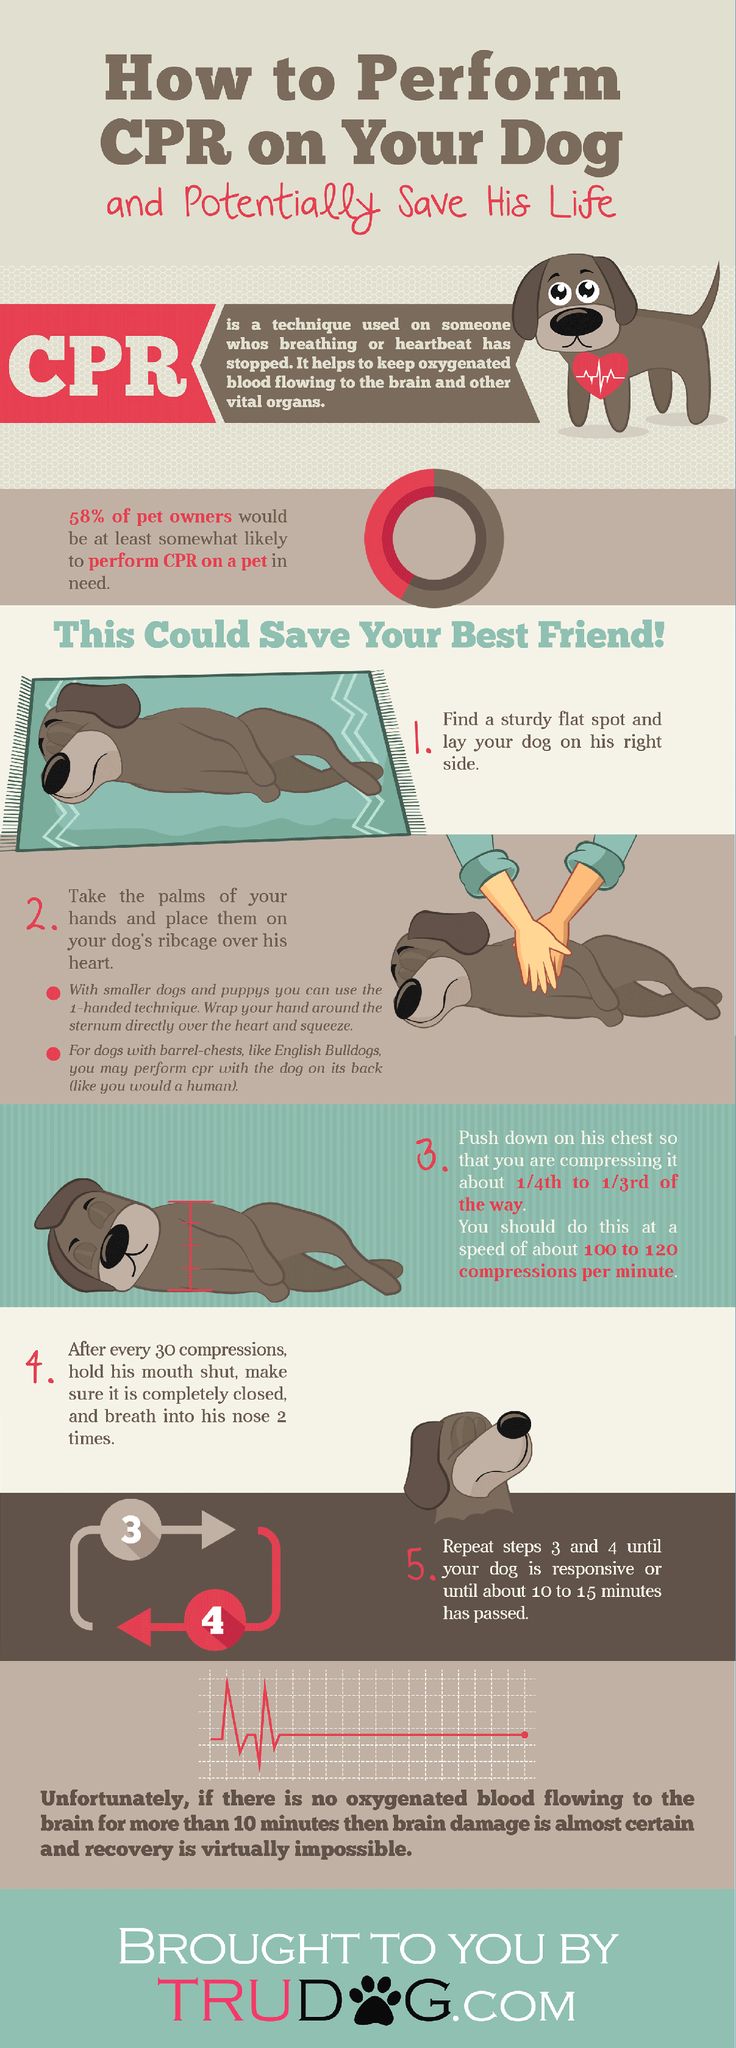 How to Perform
CPR on Your Dog
and Potentially Save His Life
CPR
is a technique used on someone
whos breathing or heartbeat has
stopped. It helps to keep oxygenated
blood flowing to the brain and other
vital organs.
58% of pet owners would
be at least somewhat likely
to perform CPR on a pet in
need.
This Could Save Your Best Friend!
1.
Find a sturdy flat spot and
lay your dog on his right
side.
2.
Take the palms of your
hands and place them on
your dog's ribcage over his
heart.
With smaller dogs and puppys you can use the
1-handed technique. Wrap your hand around the
sternum directly over the heart and squeeze.
For dogs with barrel-chests, like English Bulldogs,
you may perform cpr with the dog on its back
(like you would a human).
3.
Push down on his chest so
that you are compressing it
about 1/4th to 1/3rd of
the way.
You should do this at a
speed of about 100 to 120
compressions per minute.
4.
After every 30 compressions,
hold his mouth shut, make
sure it is completely closed,
and breath into his nose 2
times.
3
4
5.
Repeat steps 3 and 4 until
your dog is responsive or
until about 10 to 15 minutes
has passed.
Unfortunately, if there is no oxygenated blood flowing to the
brain for more than 10 minutes then brain damage is almost certain
and recovery is virtually impossible.
BROUGHT TO YOU BY
TRUDOG.COM